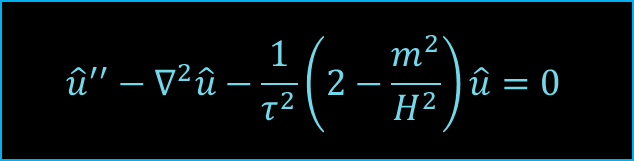 û′′ − ∇²û − 1/τ² (2 − m²/H²) û = 0